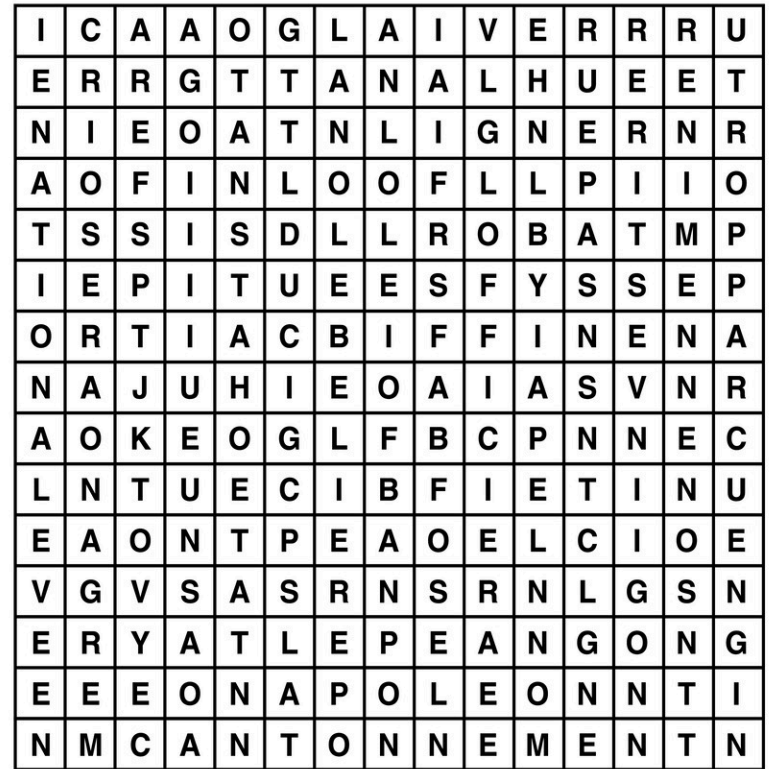 I C A A O G L A I V E R R R U
E R R G T T A N A L H U E E T
N I E O A T N L I G N E R N R
A O F I N L O O F L L P I I O
T S S I S D L L R O B A T M P
I E P I T U E E S F Y S S E P
O R T I A C B I F F I N E N A
N A J U H I E O A I A S V N R
A O K E O G L F B C P N N E C
L N T U E C I B F I E T I N U
E A O N T P E A O E L C I O E
V G V S A S R N S R N L G S N
E R Y A T L E P E A N G O N G
E E E O N A P O L E O N N T I
N M C A N T O N N E M E N T N